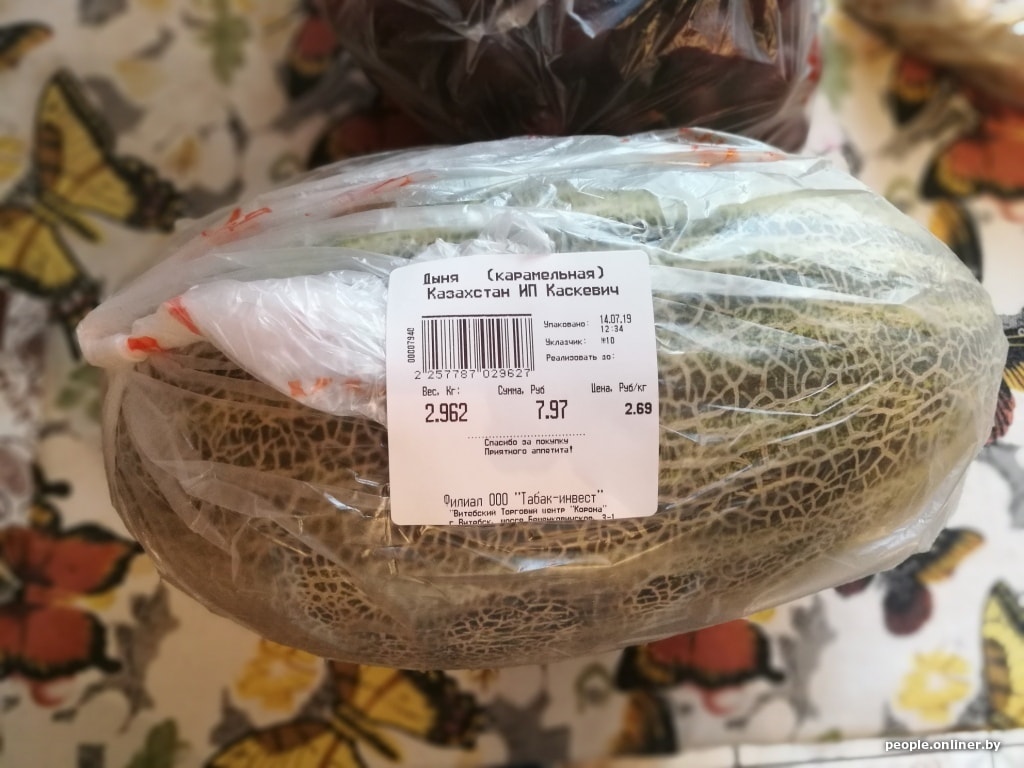 Дыня (карамельная)
Казахстан ИП Каскевич
00007940
Упаковано: 14.07.19
12:34
Укладчик: №10
Реализовать до:
2 257787 029627
Вес, Кг: Сумма, Руб Цена, Руб/кг
2.962 7.97 2.69
Спасибо за покупку
Приятного аппетита!
Филиал ООО "Табак-инвест"
"Витебский Торговый центр "Корона"
г. Витебск, 3-1
people.onliner.by